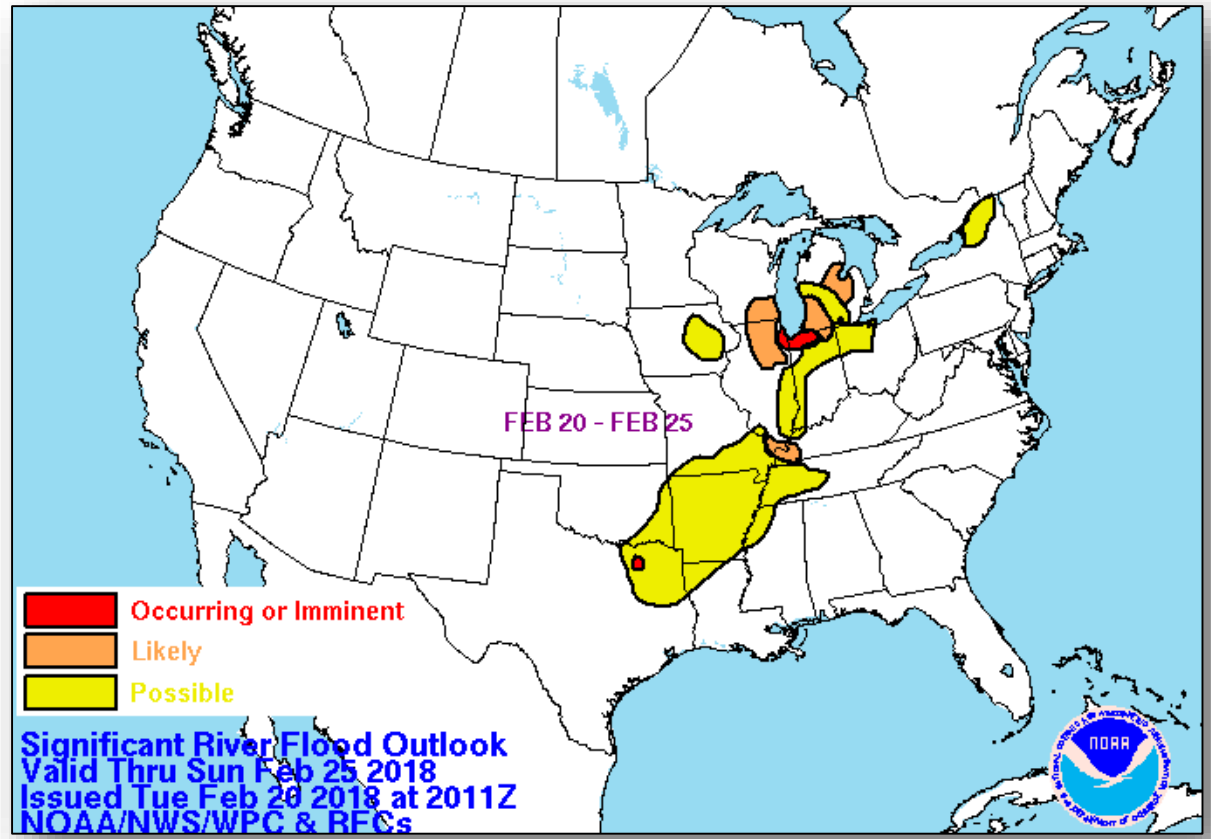 FEB 20 - FEB 25
Occurring or Imminent
Likely
Possible
Significant River Flood Outlook
Valid Thru Sun Feb 25 2018
Issued Tue Feb 20 2018 at 2011Z
NOAA/NWS/WPC & RFCs
NOAA